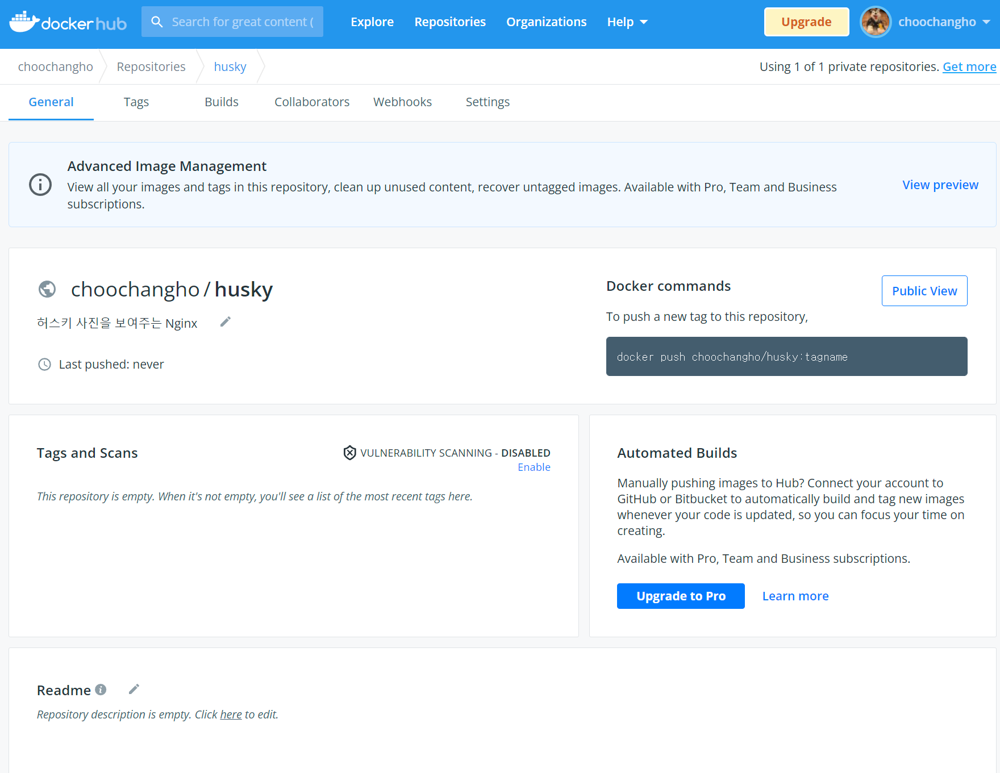 docker hub
Search for great content (
Explore
Repositories
Organizations
Help
Upgrade
choochangho
choochangho
Repositories
husky
Using 1 of 1 private repositories. Get more
General
Tags
Builds
Collaborators
Webhooks
Settings
Advanced Image Management
View all your images and tags in this repository, clean up unused content, recover untagged images. Available with Pro, Team and Business
subscriptions.
View preview
choochangho / husky
허스키 사진을 보여주는 Nginx
Last pushed: never
Docker commands
Public View
To push a new tag to this repository,
docker push choochangho/husky:tagname
Tags and Scans
VULNERABILITY SCANNING - DISABLED
Enable
This repository is empty. When it's not empty, you'll see a list of the most recent tags here.
Automated Builds
Manually pushing images to Hub? Connect your account to
GitHub or Bitbucket to automatically build and tag new images
whenever your code is updated, so you can focus your time on
creating.
Available with Pro, Team and Business subscriptions.
Upgrade to Pro
Learn more
Readme
Repository description is empty. Click here to edit.